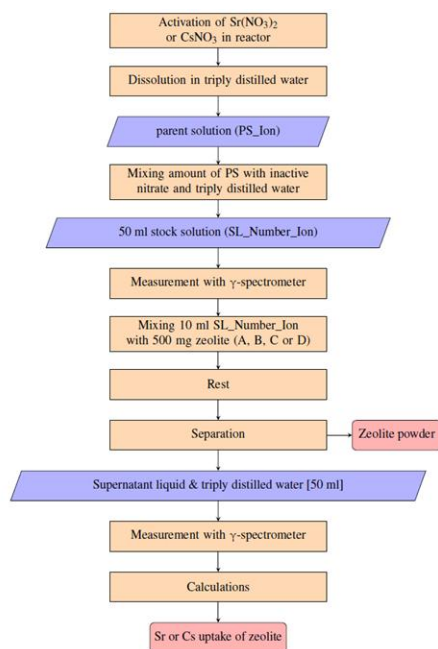 Activation of Sr(NO₃)₂
or CsNO₃ in reactor
Dissolution in triply distilled water
parent solution (PS_Ion)
Mixing amount of PS with inactive
nitrate and triply distilled water
50 ml stock solution (SL_Number_Ion)
Measurement with γ-spectrometer
Mixing 10 ml SL_Number_Ion
with 500 mg zeolite (A, B, C or D)
Rest
Separation
Zeolite powder
Supernatant liquid & triply distilled water [50 ml]
Measurement with γ-spectrometer
Calculations
Sr or Cs uptake of zeolite